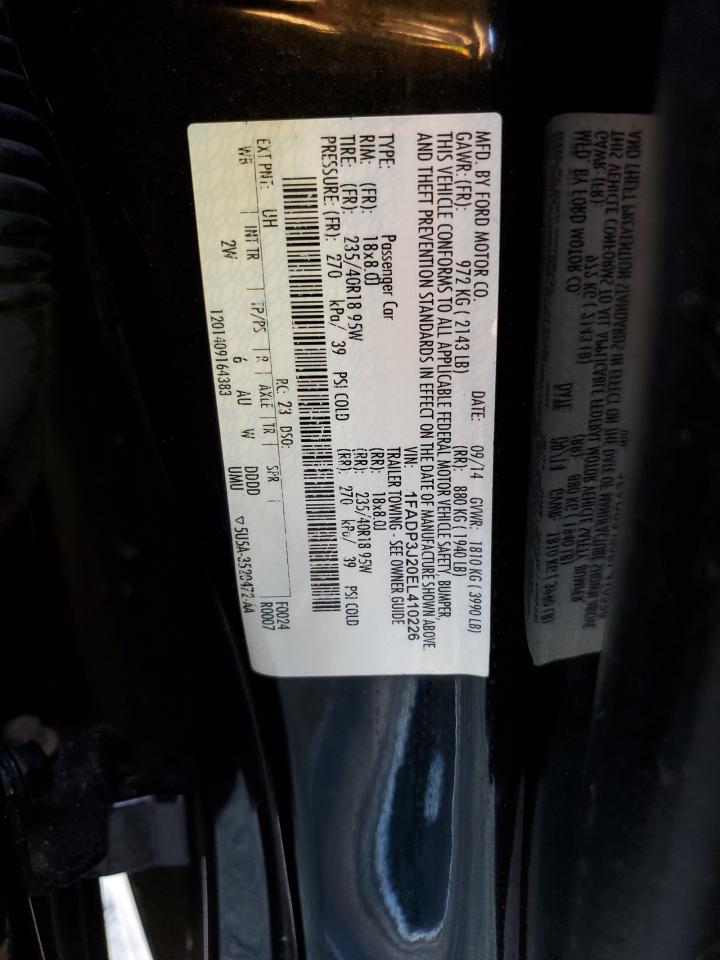 MFD. BY FORD MOTOR CO.
DATE: 09/14 GVWR: 1810 KG ( 3990 LB)
GAWR: (FR): 972 KG ( 2143 LB) (RR): 880 KG ( 1940 LB)
THIS VEHICLE CONFORMS TO ALL APPLICABLE FEDERAL MOTOR VEHICLE SAFETY, BUMPER,
AND THEFT PREVENTION STANDARDS IN EFFECT ON THE DATE OF MANUFACTURE SHOWN ABOVE.
VIN: 1FADP3J20EL410226
TYPE: Passenger Car TRAILER TOWING - SEE OWNER GUIDE
RIM: (FR): 18x8.0J (RR): 18x8.0J
TIRE: (FR): 235/40R18 95W (RR): 235/40R18 95W
PRESSURE: (FR): 270 kPa/ 39 PSI COLD (RR): 270 kPa/ 39 PSI COLD
EXT PNT: UH RC: 23 DSO: F0024
WB INT TR TP/PS R AXLE TR SPR R0007
2W 6 AU W DDDD
1201409164383 UMU ▽5U5A-3520472-AA